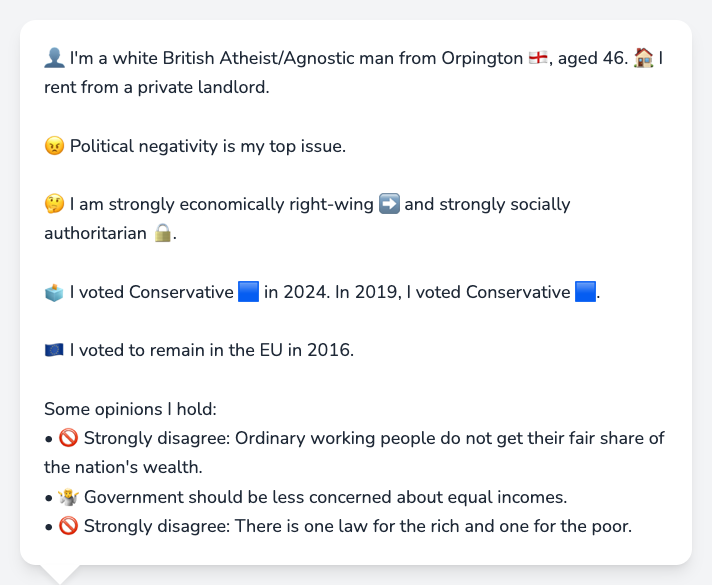 👤 I'm a white British Atheist/Agnostic man from Orpington 🏴󠁧󠁢󠁥󠁮󠁧󠁿, aged 46. 🏠 I
rent from a private landlord.
😠 Political negativity is my top issue.
🤔 I am strongly economically right-wing ➡️ and strongly socially
authoritarian 🔒.
🗳️ I voted Conservative 🟦 in 2024. In 2019, I voted Conservative 🟦.
🇪🇺 I voted to remain in the EU in 2016.
Some opinions I hold:
• 🚫 Strongly disagree: Ordinary working people do not get their fair share of
the nation's wealth.
• 🤷 Government should be less concerned about equal incomes.
• 🚫 Strongly disagree: There is one law for the rich and one for the poor.